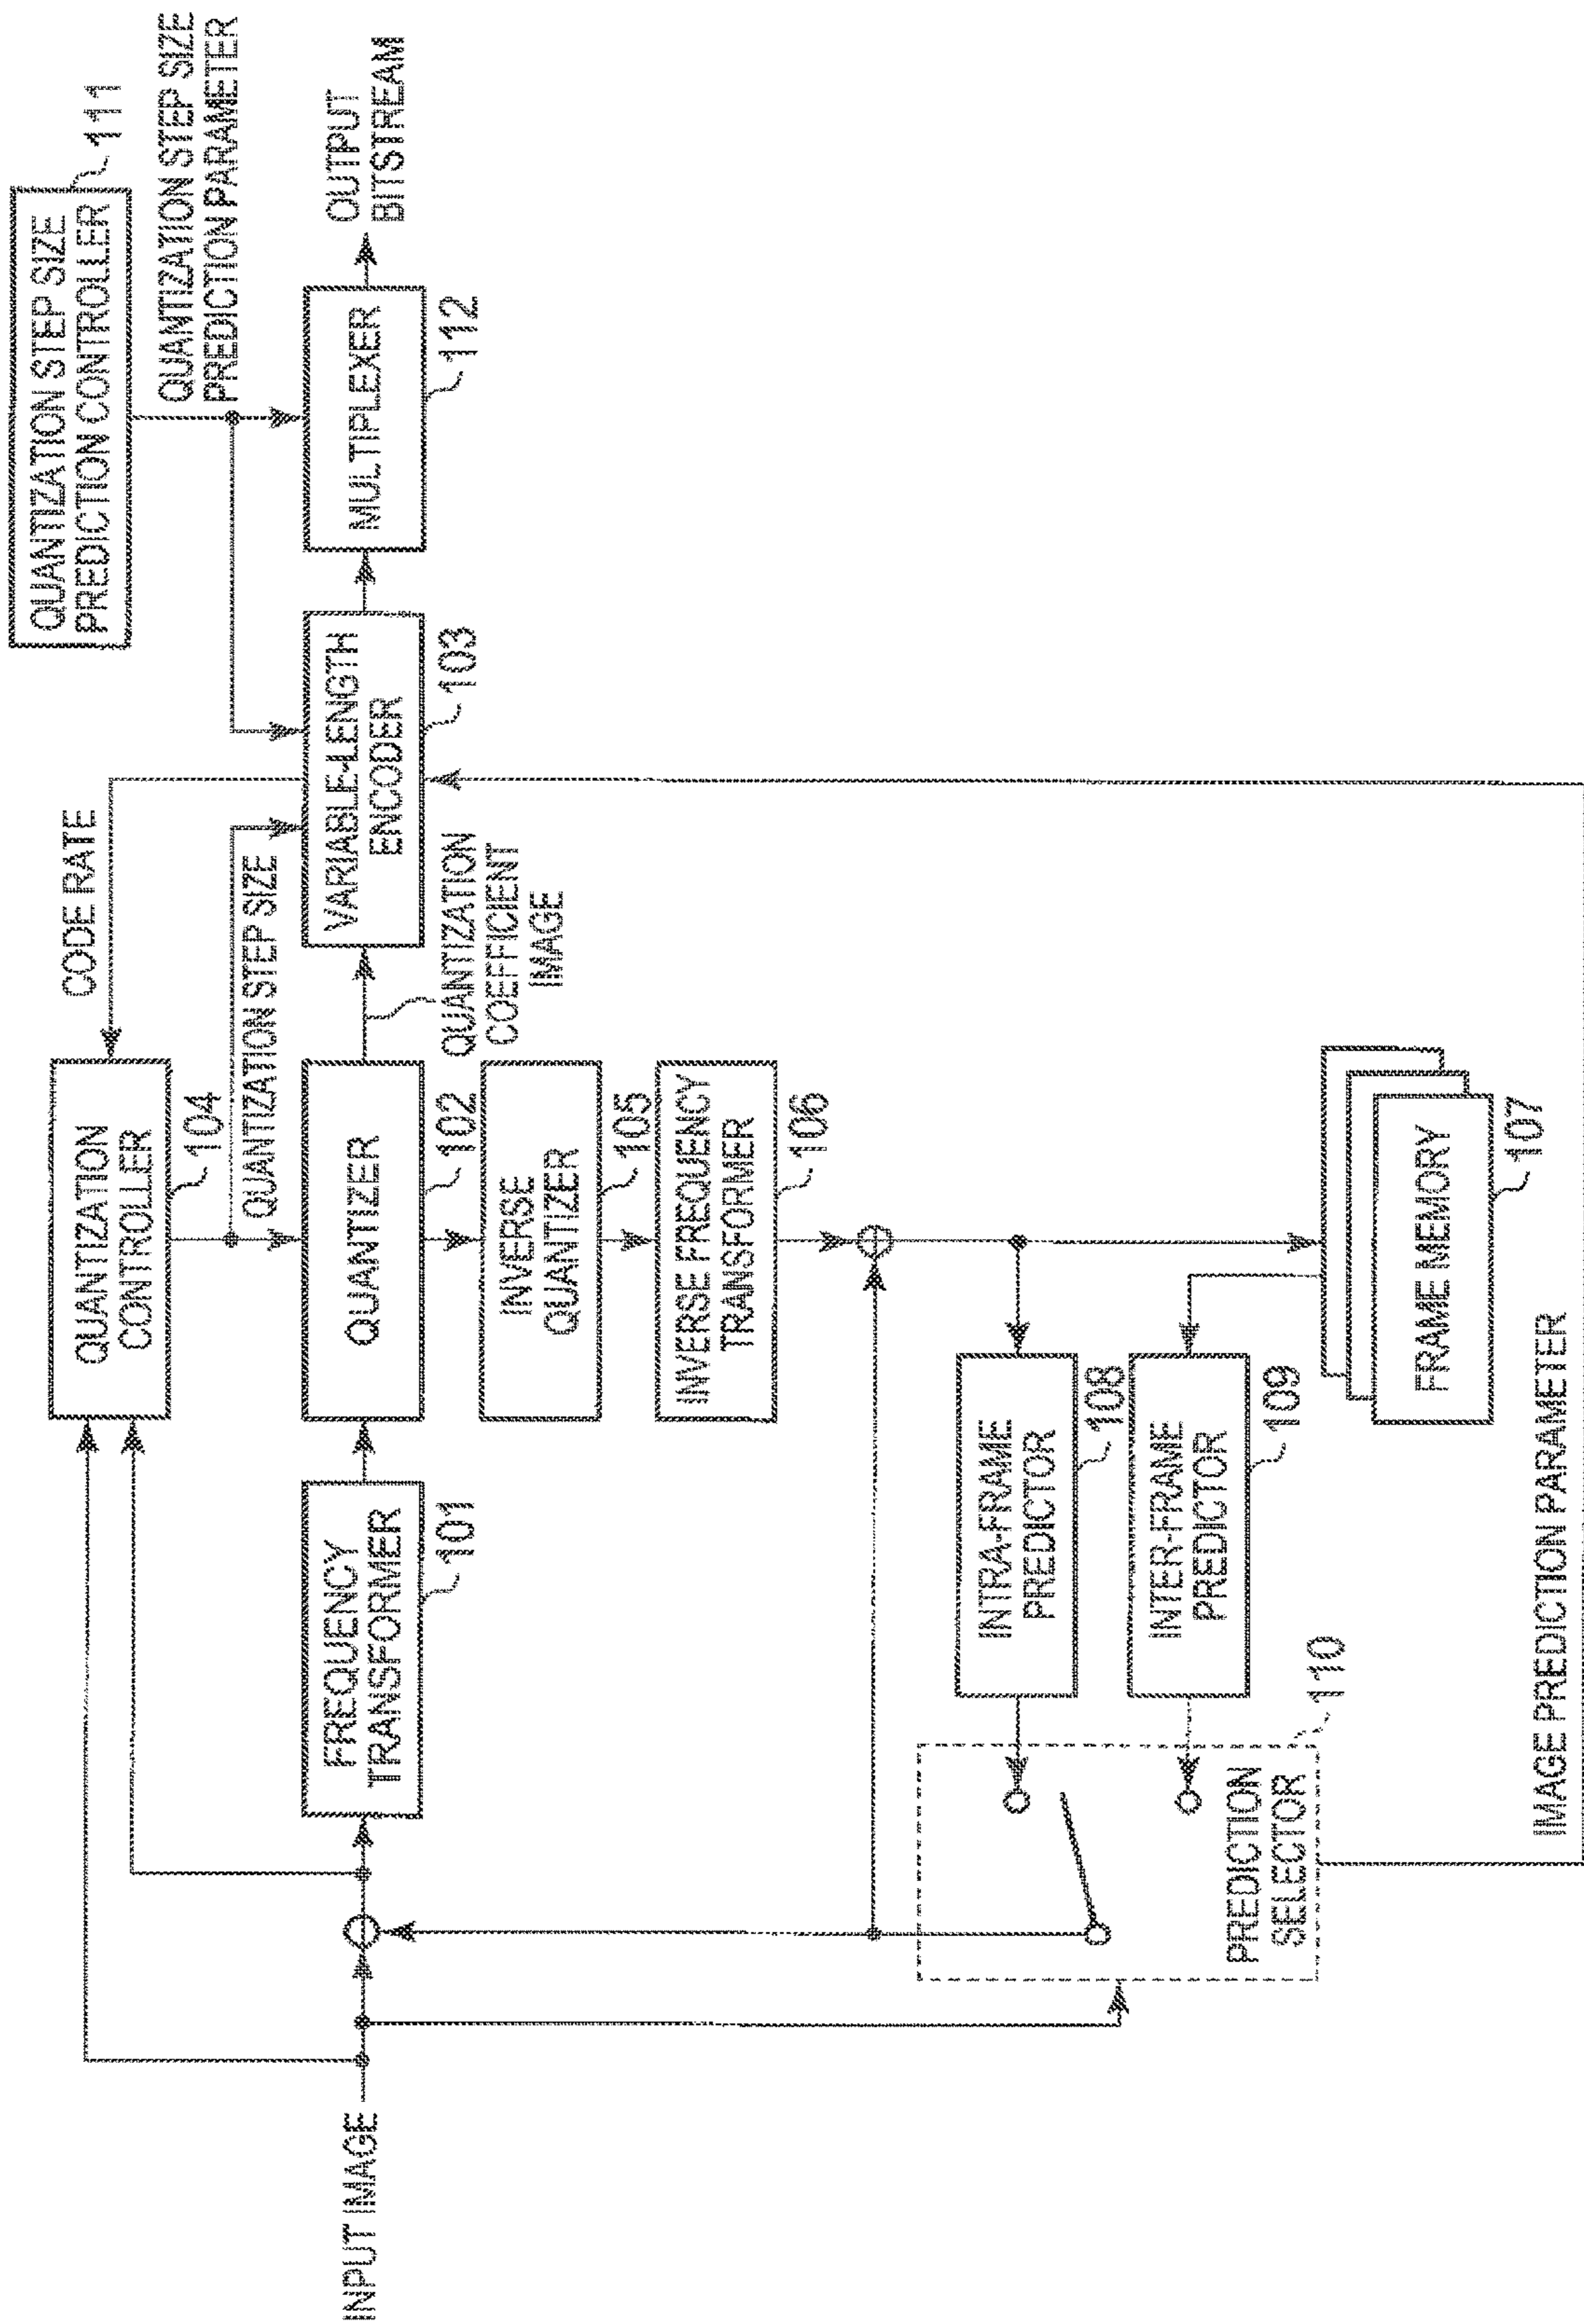 QUANTIZATION STEP SIZE
PREDICTION CONTROLLER
111
QUANTIZATION STEP SIZE
PREDICTION PARAMETER
CODE RATE
QUANTIZATION
CONTROLLER
104
QUANTIZATION STEP SIZE
INPUT IMAGE
FREQUENCY
TRANSFORMER
101
QUANTIZER
102
QUANTIZATION
COEFFICIENT
IMAGE
VARIABLE-LENGTH
ENCODER
103
MULTIPLEXER
112
OUTPUT
BITSTREAM
INVERSE
QUANTIZER
105
INVERSE FREQUENCY
TRANSFORMER
106
INTRA-FRAME
PREDICTOR
108
INTER-FRAME
PREDICTOR
109
PREDICTION
SELECTOR
110
FRAME MEMORY
107
IMAGE PREDICTION PARAMETER